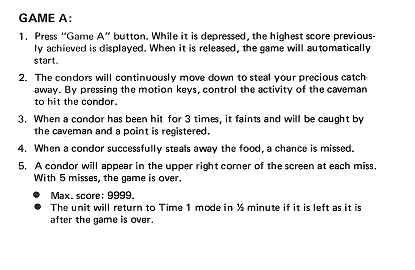 GAME A:
1. Press "Game A" button. While it is depressed, the highest score previous-
ly achieved is displayed. When it is released, the game will automatically
start.
2. The condors will continuously move down to steal your precious catch
away. By pressing the motion keys, control the activity of the caveman
to hit the condor.
3. When a condor has been hit for 3 times, it faints and will be caught by
the caveman and a point is registered.
4. When a condor successfully steals away the food, a chance is missed.
5. A condor will appear in the upper right corner of the screen at each miss.
With 5 misses, the game is over.
● Max. score: 9999.
● The unit will return to Time 1 mode in ½ minute if it is left as it is
after the game is over.